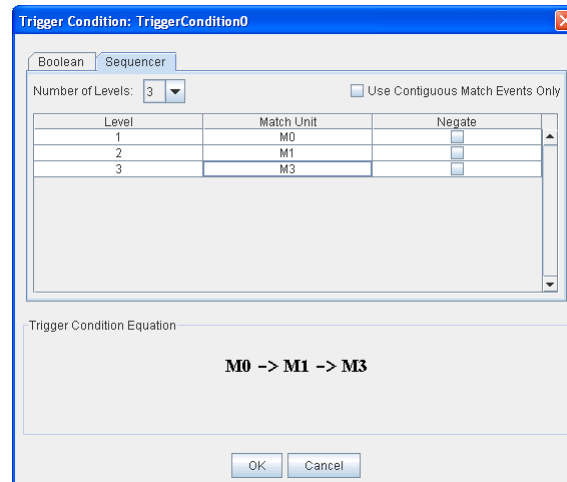 Trigger Condition: TriggerCondition0
Boolean Sequencer
Number of Levels: 3 Use Contiguous Match Events Only
Level Match Unit Negate
1 M0
2 M1
3 M3
Trigger Condition Equation
M0 -> M1 -> M3
OK Cancel